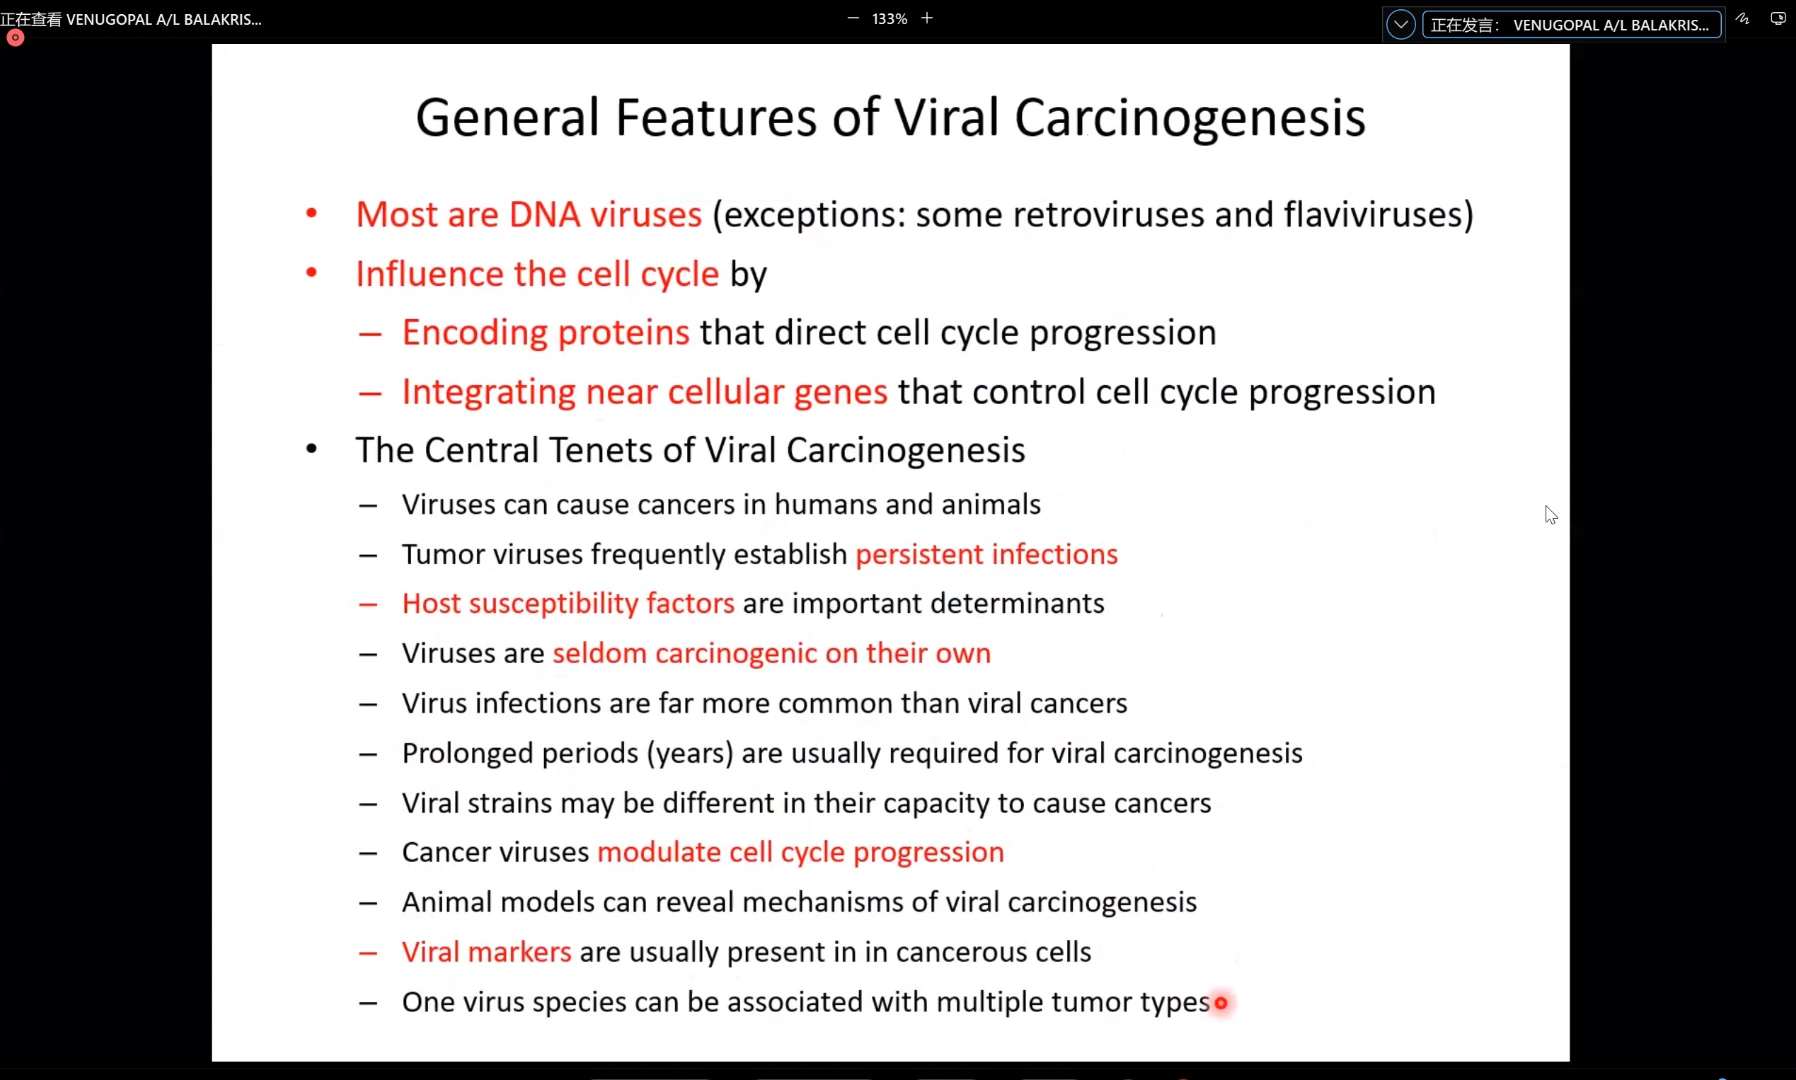 正在查看 VENUGOPAL A/L BALAKRIS...
133%
正在发言: VENUGOPAL A/L BALAKRIS...
General Features of Viral Carcinogenesis
• Most are DNA viruses (exceptions: some retroviruses and flaviviruses)
• Influence the cell cycle by
– Encoding proteins that direct cell cycle progression
– Integrating near cellular genes that control cell cycle progression
• The Central Tenets of Viral Carcinogenesis
– Viruses can cause cancers in humans and animals
– Tumor viruses frequently establish persistent infections
– Host susceptibility factors are important determinants
– Viruses are seldom carcinogenic on their own
– Virus infections are far more common than viral cancers
– Prolonged periods (years) are usually required for viral carcinogenesis
– Viral strains may be different in their capacity to cause cancers
– Cancer viruses modulate cell cycle progression
– Animal models can reveal mechanisms of viral carcinogenesis
– Viral markers are usually present in in cancerous cells
– One virus species can be associated with multiple tumor types